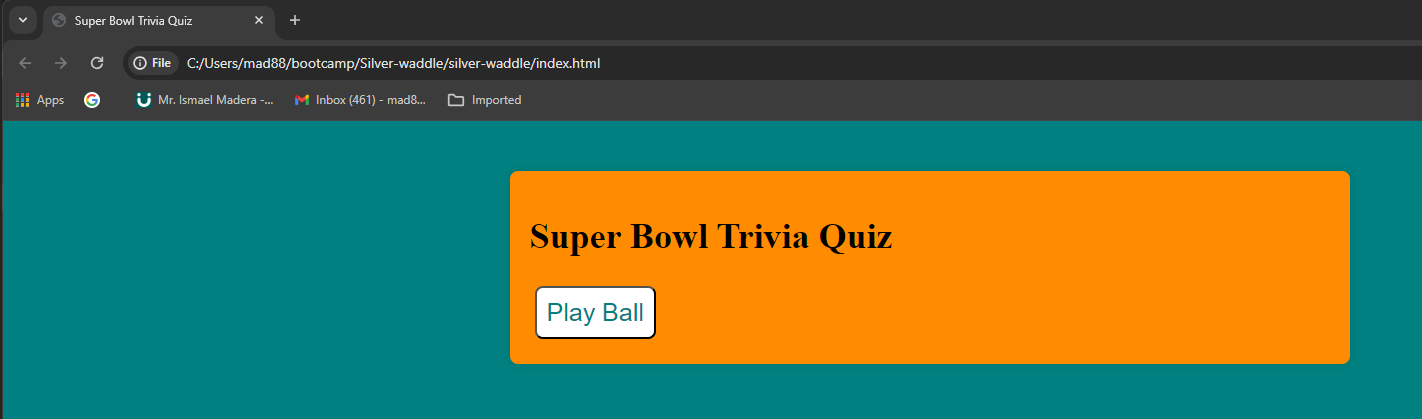 Super Bowl Trivia Quiz
File C:/Users/mad88/bootcamp/Silver-waddle/silver-waddle/index.html
Apps Mr. Ismael Madera -... Inbox (461) - mad8... Imported
Super Bowl Trivia Quiz
Play Ball